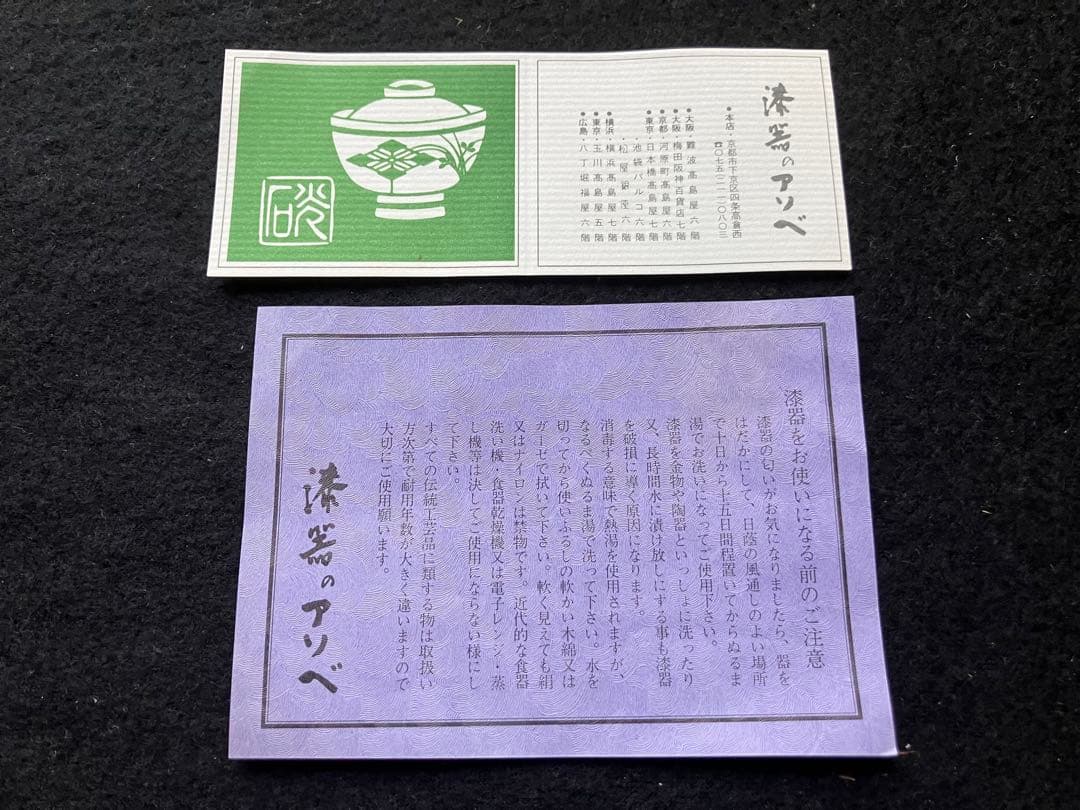 漆器のアソベ
●本店・京都市下京区四条高倉西
☎〇七五(二一一)〇八〇三
●大阪・難波高島屋六階
●大阪・梅田阪神百貨店七階
●京都・河原町高島屋六階
●東京・日本橋高島屋七階
・池袋パルコ六階
・松屋銀座六階
●横浜・横浜高島屋七階
●東京・玉川高島屋五階
●広島・八丁堀福屋六階
漆器をお使いになる前のご注意
漆器の匂いがお気になりましたら、器を
はだかにして、日蔭の風通しのよい場所
で十日から十五日間程置いてからぬるま
湯でお洗いになってご使用下さい。
漆器を金物や陶器といっしょに洗ったり
又、長時間水に漬け放しにする事も漆器
を破損に導く原因になります。
消毒する意味で熱湯を使用されますが、
なるべくぬるま湯で洗って下さい。水を
切ってから使いふるしの軟かい木綿又は
ガーゼで拭いて下さい。軟く見えても絹
又はナイロンは禁物です。近代的な食器
洗い機・食器乾燥機又は電子レンジ・蒸
し機等は決してご使用にならない様にし
て下さい。
すべての伝統工芸品に類する物は取扱い
方次第で耐用年数が大きく違いますので
大切にご使用願います。
漆器のアソベ